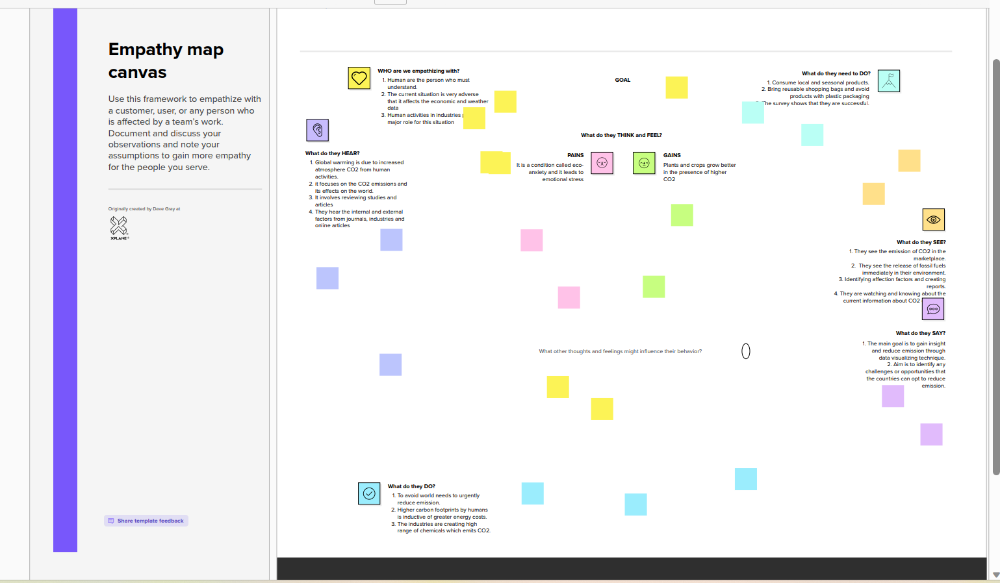 Empathy map
canvas
Use this framework to empathize with
a customer, user, or any person who
is affected by a team's work.
Document and discuss your
observations and note your
assumptions to gain more empathy
for the people you serve.
Originally created by Dave Gray at
XPLANE
Share template feedback
WHO are we empathizing with?
1. Human are the person who must
understand.
2. The current situation is very adverse
that it affects the economic and weather
data
3. Human activities in industries
major role for this situation
GOAL
What do they need to DO?
1. Consume local and seasonal products.
2. Bring reusable shopping bags and avoid
products with plastic packaging
The survey shows that they are successful.
What do they HEAR?
1. Global warming is due to increased
atmosphere CO2 from human
activities.
2. it focuses on the CO2 emissions and
its effects on the world.
3. It involves reviewing studies and
articles
4. They hear the internal and external
factors from journals, industries and
online articles
What do they THINK and FEEL?
PAINS
It is a condition called eco-
anxiety and it leads to
emotional stress
GAINS
Plants and crops grow better
in the presence of higher
CO2
What do they SEE?
1. They see the emission of CO2 in the
marketplace.
2. They see the release of fossil fuels
immediately in their environment.
3. Identifying affection factors and creating
reports.
4. They are watching and knowing about the
current information about CO2
What do they SAY?
1. The main goal is to gain insight
and reduce emission through
data visualizing technique.
2. Aim is to identify any
challenges or opportunities that
the countries can opt to reduce
emission.
What other thoughts and feelings might influence their behavior?
What do they DO?
1. To avoid world needs to urgently
reduce emission.
2. Higher carbon footprints by humans
is inductive of greater energy costs.
3. The industries are creating high
range of chemicals which emits CO2.